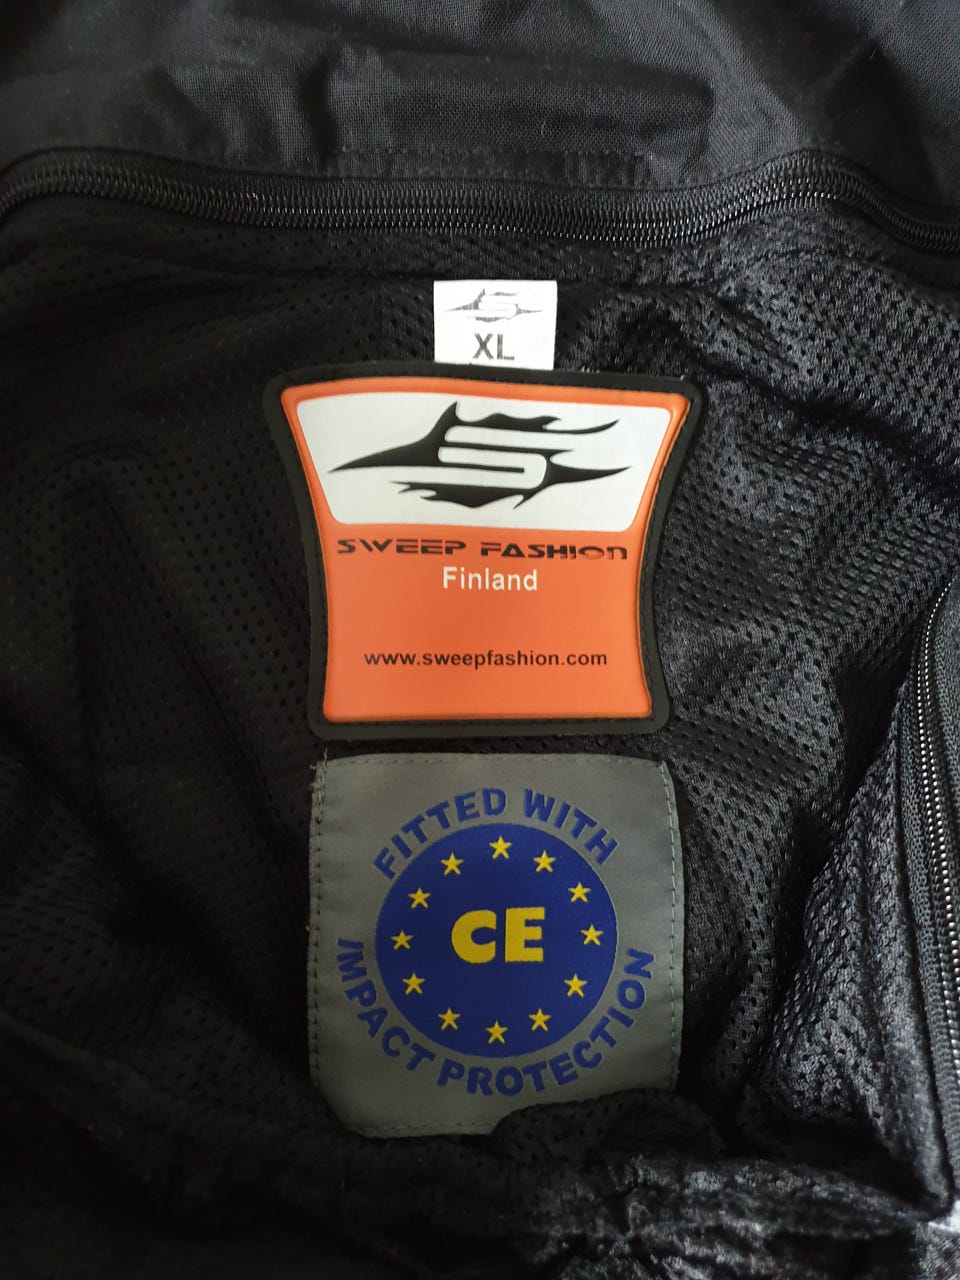 XL
SWEEP FASHION
Finland
www.sweepfashion.com
FITTED WITH
CE
IMPACT PROTECTION